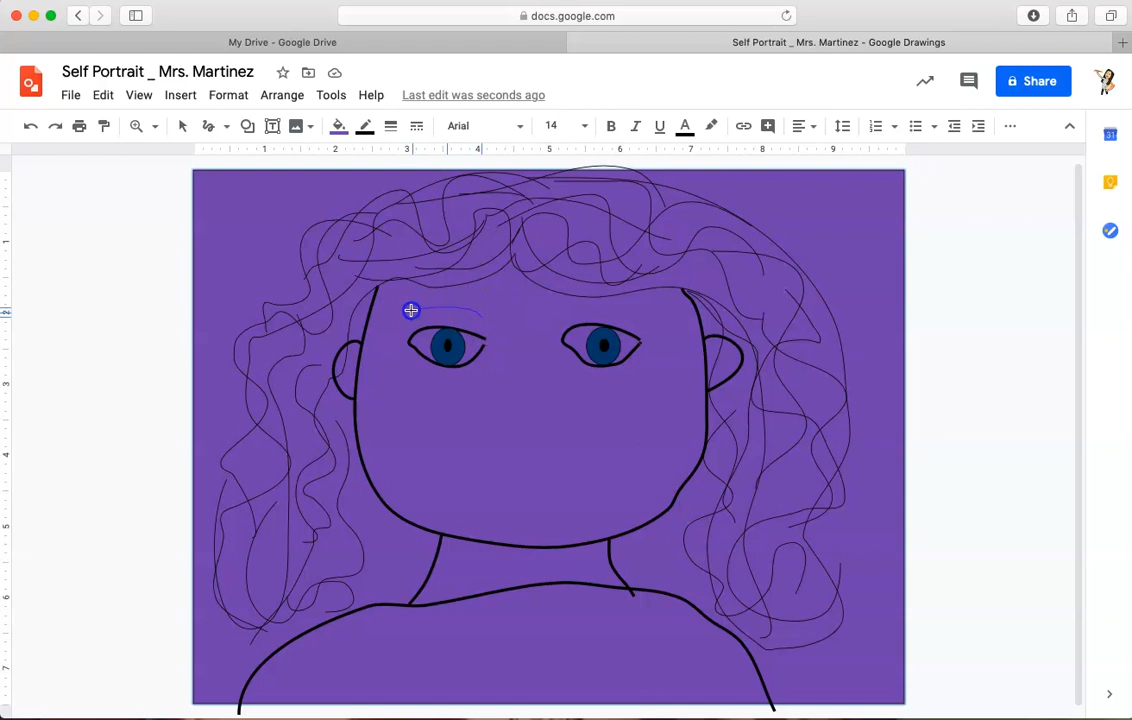 docs.google.com
My Drive - Google Drive
Self Portrait _ Mrs. Martinez - Google Drawings
Self Portrait _ Mrs. Martinez
File Edit View Insert Format Arrange Tools Help Last edit was seconds ago
Share
Arial 14 B I U A
1 2 3 4 5 6 7 8 9
31
1
2
3
4
5
6
7